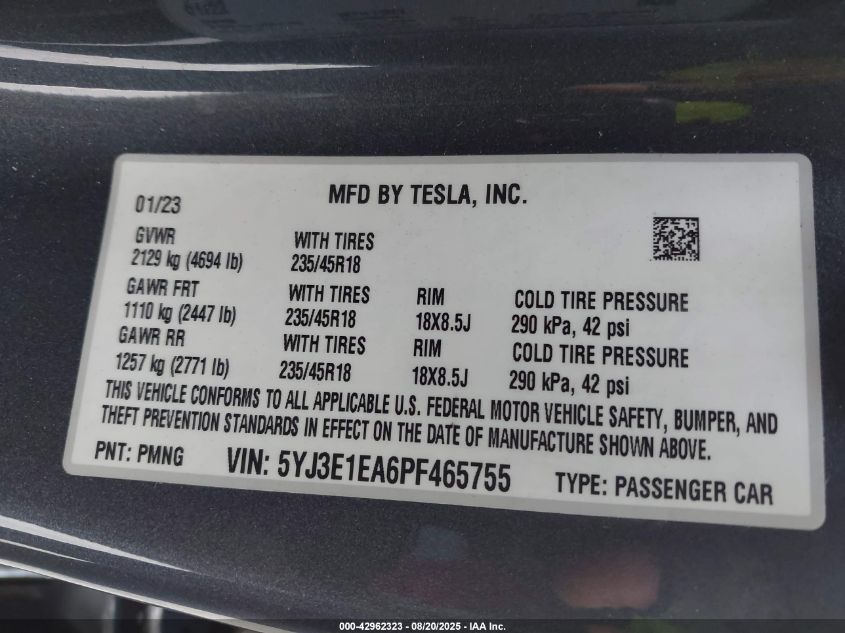 01/23
MFD BY TESLA, INC.
GVWR
2129 kg (4694 lb)
WITH TIRES
235/45R18
GAWR FRT
1110 kg (2447 lb)
WITH TIRES
235/45R18
RIM
18X8.5J
COLD TIRE PRESSURE
290 kPa, 42 psi
GAWR RR
1257 kg (2771 lb)
WITH TIRES
235/45R18
RIM
18X8.5J
COLD TIRE PRESSURE
290 kPa, 42 psi
THIS VEHICLE CONFORMS TO ALL APPLICABLE U.S. FEDERAL MOTOR VEHICLE SAFETY, BUMPER, AND
THEFT PREVENTION STANDARDS IN EFFECT ON THE DATE OF MANUFACTURE SHOWN ABOVE.
PNT: PMNG
VIN: 5YJ3E1EA6PF465755
TYPE: PASSENGER CAR
000-42962323 - 08/20/2025 - IAA Inc.